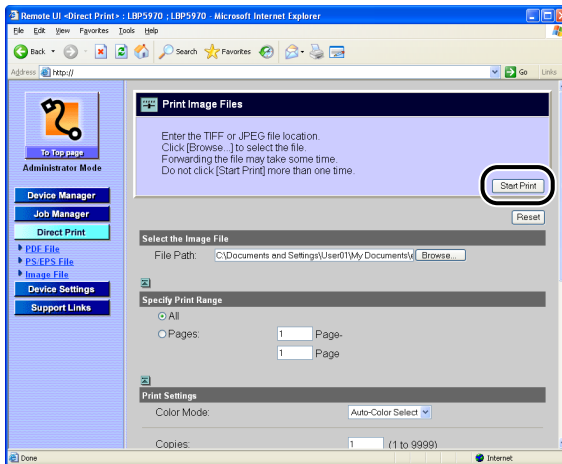 Remote UI <Direct Print> : LBP5970 ; LBP5970 - Microsoft Internet Explorer
File Edit View Favorites Tools Help
Back Search Favorites
Address http:// Go Links
To Top page
Administrator Mode
Device Manager
Job Manager
Direct Print
PDF File
PS/EPS File
Image File
Device Settings
Support Links
Print Image Files
Enter the TIFF or JPEG file location.
Click [Browse...] to select the file.
Forwarding the file may take some time.
Do not click [Start Print] more than one time.
Start Print
Reset
Select the Image File
File Path: C:\Documents and Settings\User01\My Documents\ Browse...
Specify Print Range
All
Pages: 1 Page-
1 Page
Print Settings
Color Mode: Auto-Color Select
Copies: 1 (1 to 9999)
Done Internet